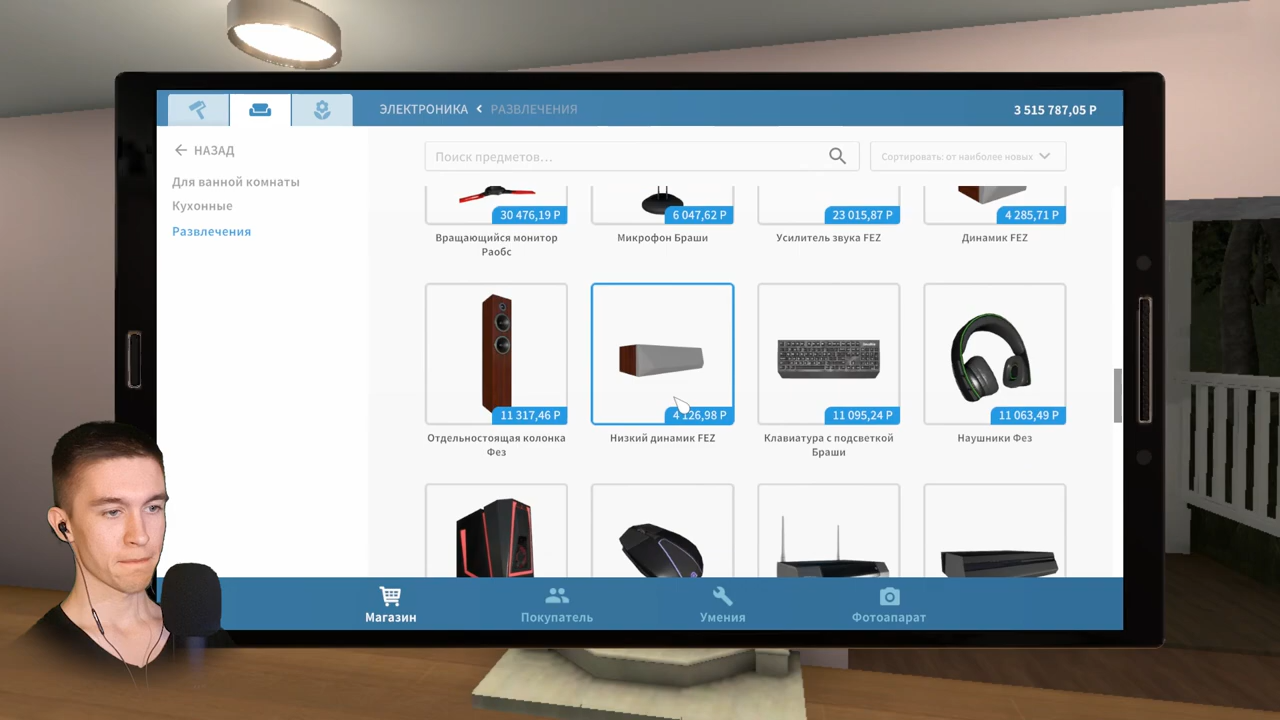 ЭЛЕКТРОНИКА < РАЗВЛЕЧЕНИЯ
3 515 787,05 Р
НАЗАД
Для ванной комнаты
Кухонные
Развлечения
Поиск предметов...
Сортировать: от наиболее новых
30 476,19 Р
6 047,62 Р
23 015,87 Р
4 285,71 Р
Вращающийся монитор
Раобс
Микрофон Браши
Усилитель звука FEZ
Динамик FEZ
11 317,46 Р
4 126,98 Р
11 095,24 Р
11 063,49 Р
Отдельностоящая колонка
Фез
Низкий динамик FEZ
Клавиатура с подсветкой
Браши
Наушники Фез
Магазин
Покупатель
Умения
Фотоапарат